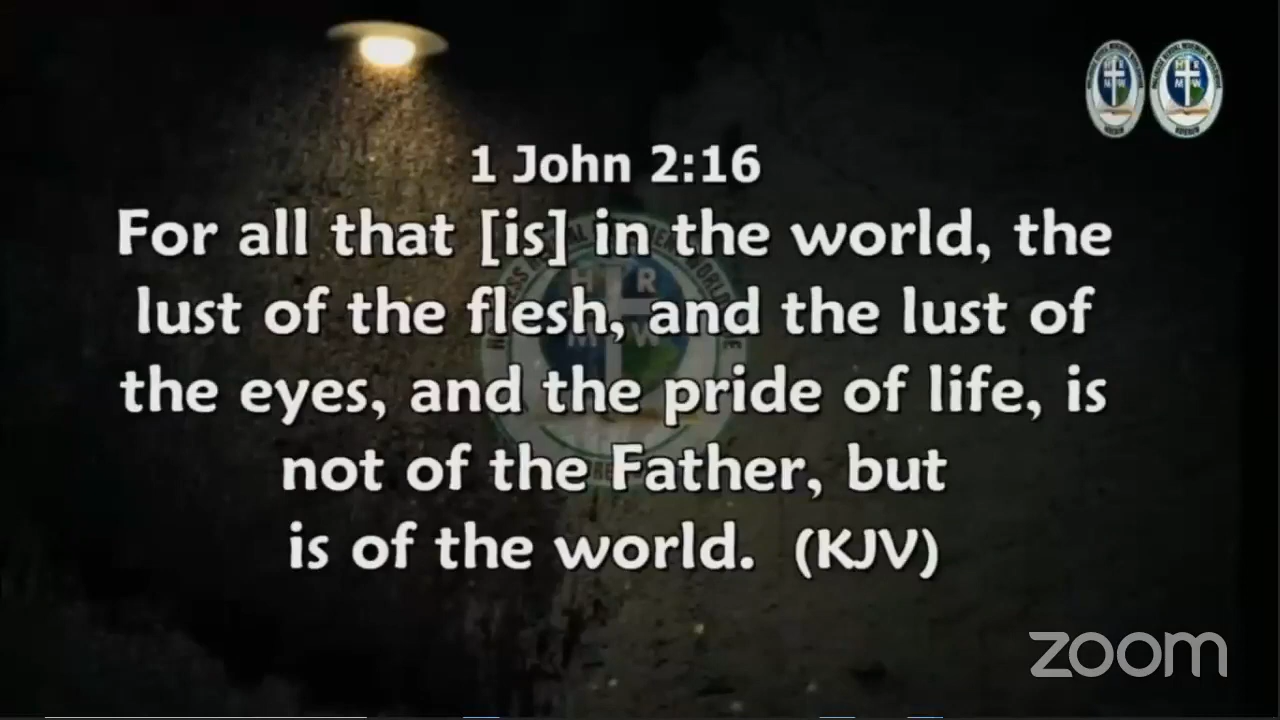 1 John 2:16
For all that [is] in the world, the
lust of the flesh, and the lust of
the eyes, and the pride of life, is
not of the Father, but
is of the world. (KJV)
H R
M W
H R
M W
H R
M W
zoom